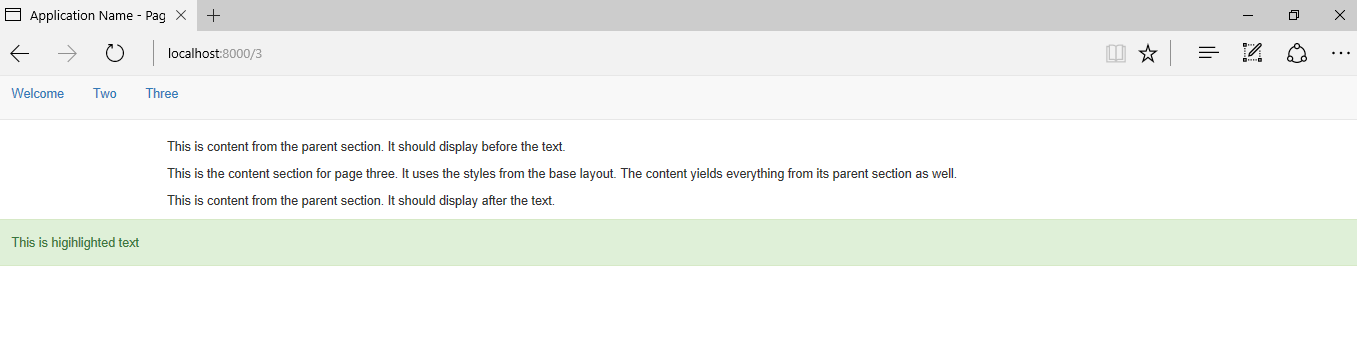 Application Name - Pag
localhost:8000/3
Welcome Two Three
This is content from the parent section. It should display before the text.
This is the content section for page three. It uses the styles from the base layout. The content yields everything from its parent section as well.
This is content from the parent section. It should display after the text.
This is higihlighted text